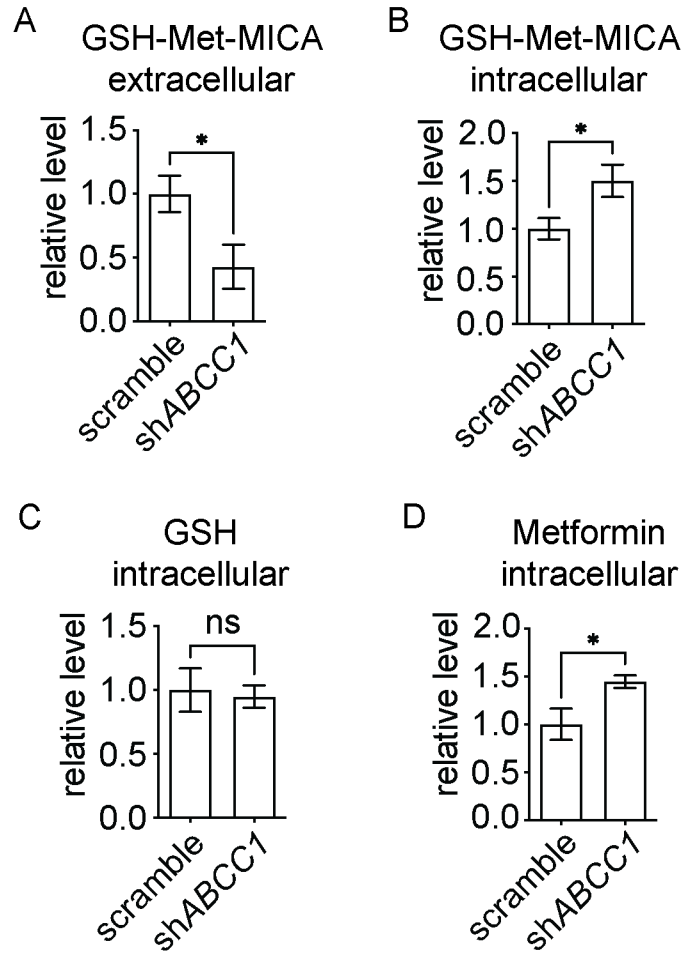 A
GSH-Met-MICA
extracellular
relative level
1.5
1.0
0.5
0.0
*
scramble
shABCC1
B
GSH-Met-MICA
intracellular
relative level
2.0
1.5
1.0
0.5
0.0
*
scramble
shABCC1
C
GSH
intracellular
relative level
1.5
1.0
0.5
0.0
ns
scramble
shABCC1
D
Metformin
intracellular
relative level
2.0
1.5
1.0
0.5
0.0
*
scramble
shABCC1